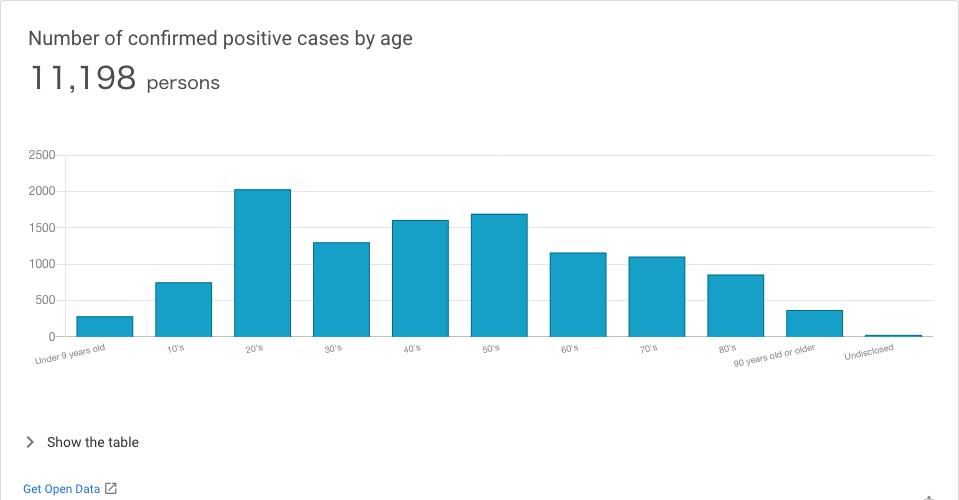 Number of confirmed positive cases by age
11,198 persons
2500
2000
1500
1000
500
0
Under 9 years old
10's
20's
30's
40's
50's
60's
70's
80's
90 years old or older
Undisclosed
Show the table
Get Open Data